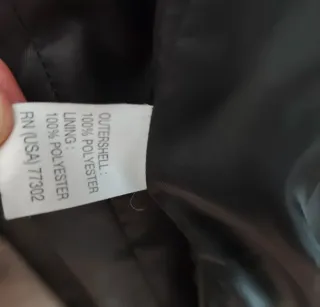 OUTERSHELL :
100% POLYESTER
LINING :
100% POLYESTER
RN (USA) 77302